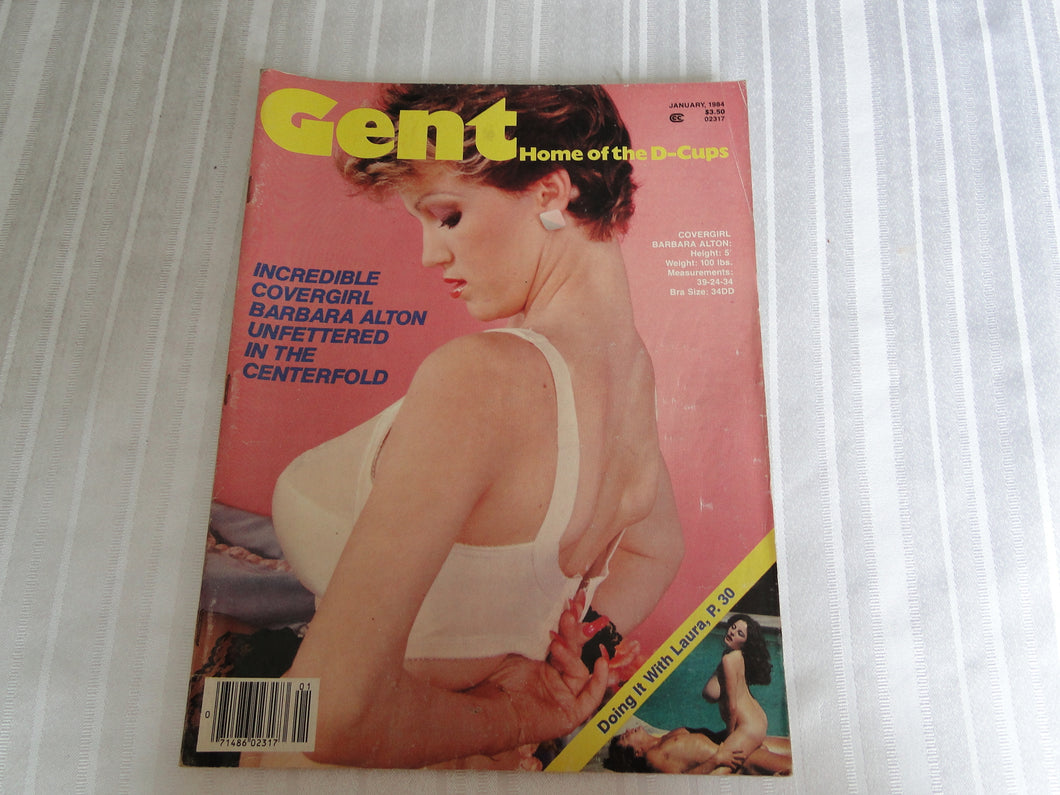 Gent
Home of the D-Cups
JANUARY, 1984
$3.50
02317
COVERGIRL
BARBARA ALTON:
Height: 5'
Weight: 100 lbs.
Measurements:
39-24-34
Bra Size: 34DD
INCREDIBLE
COVERGIRL
BARBARA ALTON
UNFETTERED
IN THE
CENTERFOLD
Doing It With Laura, P. 30
01
0
71486 02317